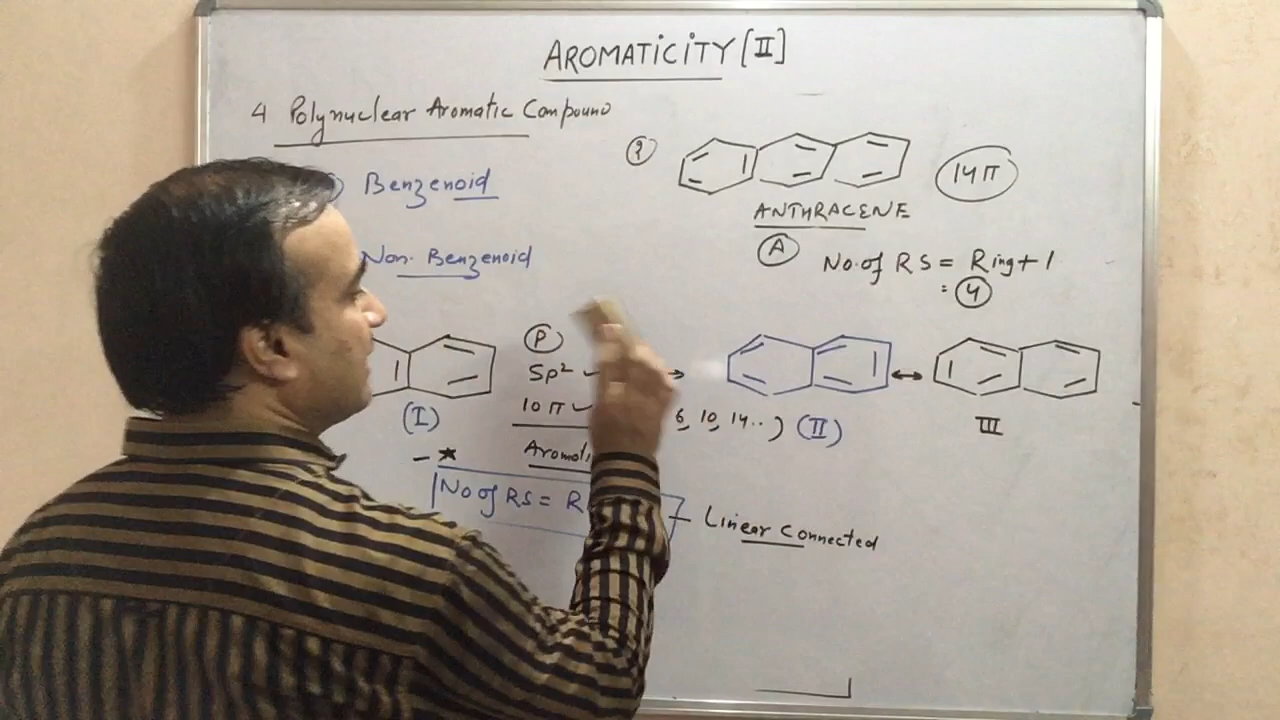 AROMATICITY [II]
4 Polynuclear Aromatic Compound
Benzenoid
Non. Benzenoid
2
14π
ANTHRACENE
A
No. of RS = Ring + 1
= 4
P
Sp²
10 π
6, 10, 14.. )
(I)
(II)
III
No of RS = R
Linear Connected